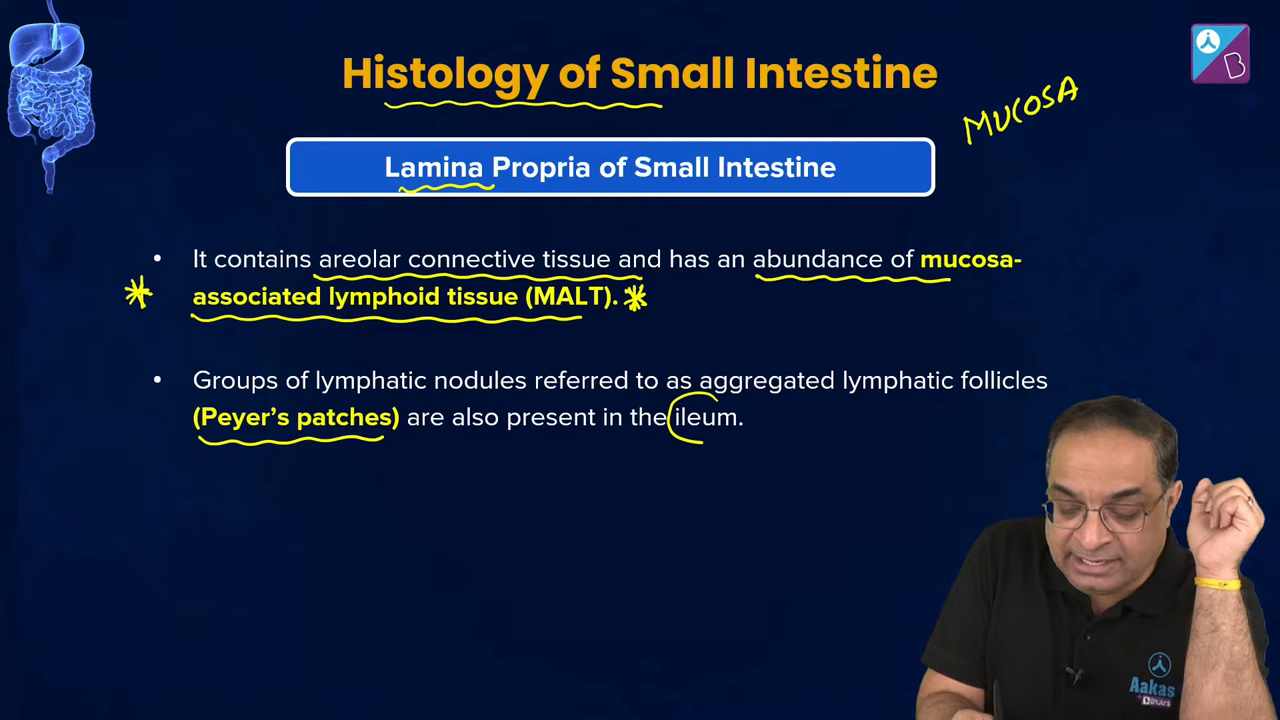 Histology of Small Intestine
MUCOSA
Lamina Propria of Small Intestine
• It contains areolar connective tissue and has an abundance of mucosa-
* associated lymphoid tissue (MALT). *
• Groups of lymphatic nodules referred to as aggregated lymphatic follicles
(Peyer's patches) are also present in the ileum.
B
Aakas
BYJU'S